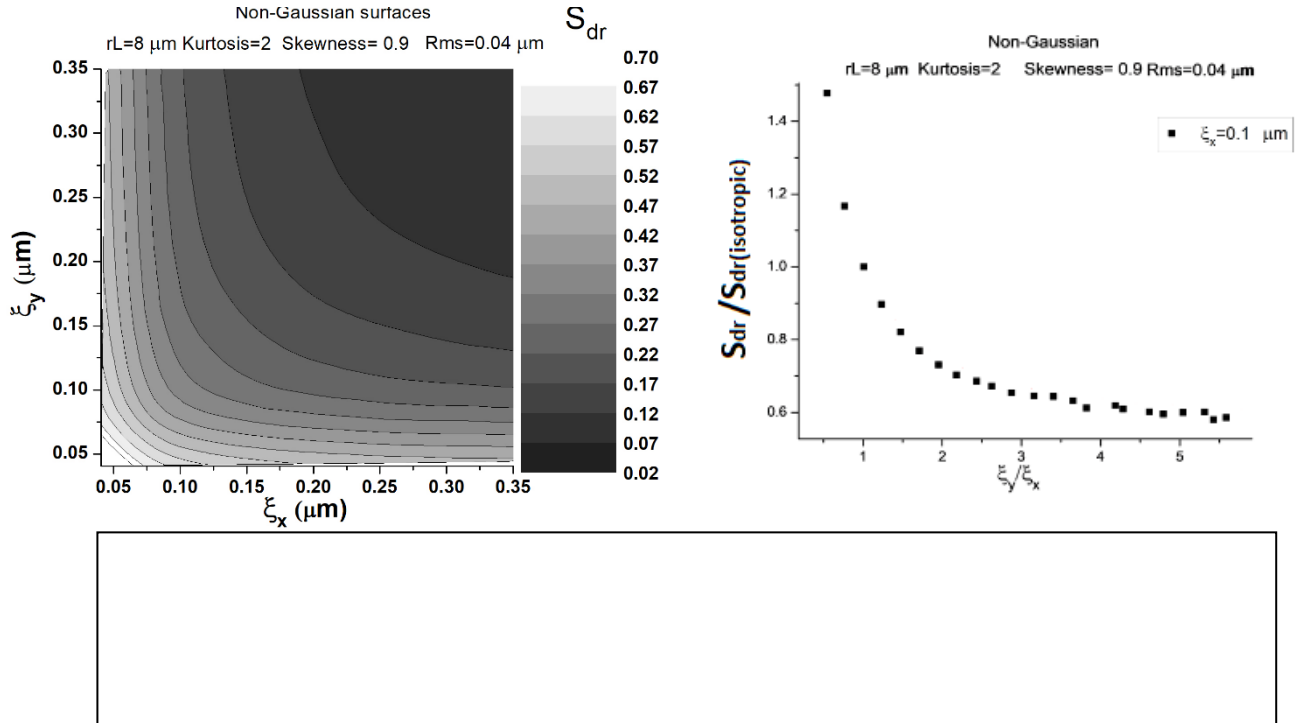 Non-Gaussian surfaces
S_dr
rL=8 μm Kurtosis=2 Skewness= 0.9 Rms=0.04 μm
0.35
0.30
0.25
0.20
0.15
0.10
0.05
ξ_y (μm)
0.05 0.10 0.15 0.20 0.25 0.30 0.35
ξ_x (μm)
0.70
0.67
0.62
0.57
0.52
0.47
0.42
0.37
0.32
0.27
0.22
0.17
0.12
0.07
0.02
Non-Gaussian
rL=8 μm Kurtosis=2 Skewness= 0.9 Rms=0.04 μm
ξ_x=0.1 μm
1.4
1.2
1.0
0.8
0.6
Sdr /Sdr(isotropic)
1 2 3 4 5
ξ_y/ξ_x